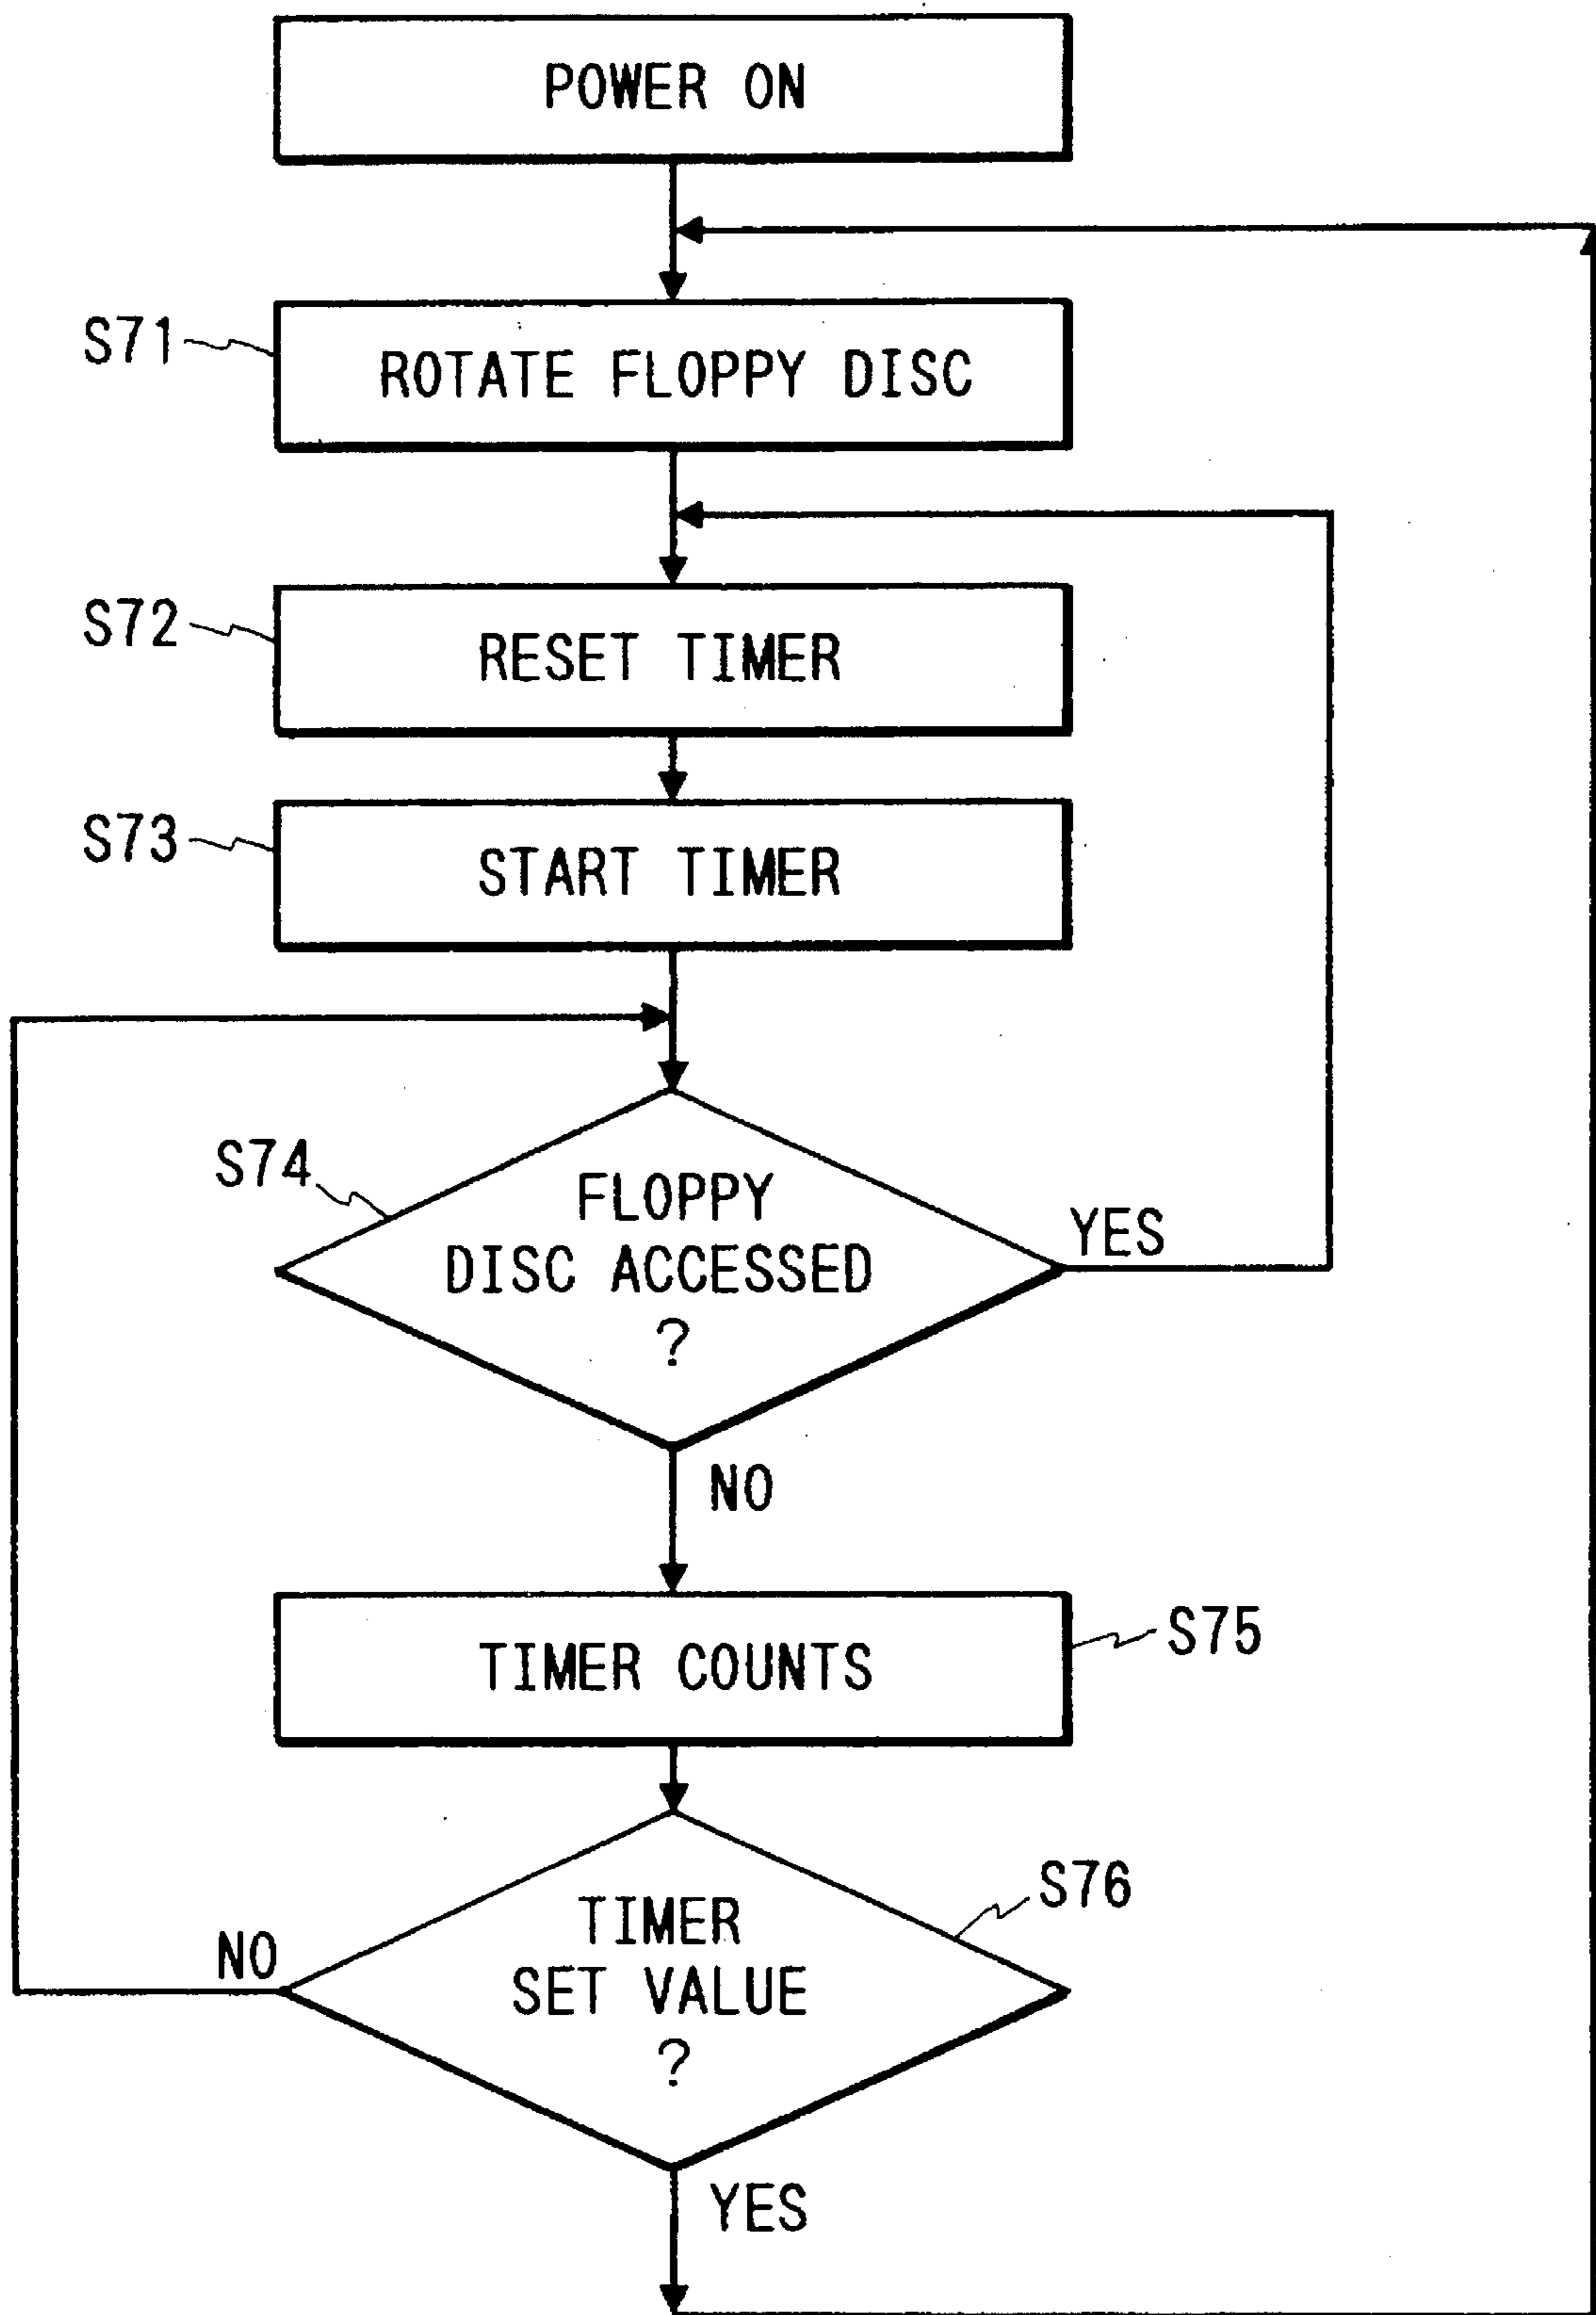 POWER ON
S71
ROTATE FLOPPY DISC
S72
RESET TIMER
S73
START TIMER
S74
FLOPPY
DISC ACCESSED
?
YES
NO
TIMER COUNTS
S75
S76
TIMER
SET VALUE
?
NO
YES